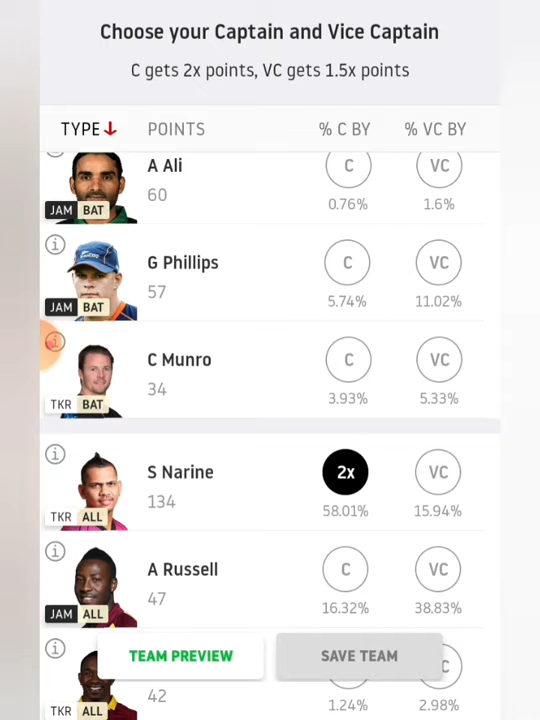 Choose your Captain and Vice Captain
C gets 2x points, VC gets 1.5x points
TYPE POINTS % C BY % VC BY
A Ali C VC
60 0.76% 1.6%
JAM BAT
i
G Phillips C VC
57 5.74% 11.02%
JAM BAT
i
C Munro C VC
34 3.93% 5.33%
TKR BAT
i
S Narine 2x VC
134 58.01% 15.94%
TKR ALL
i
A Russell C VC
47 16.32% 38.83%
JAM ALL
i
TEAM PREVIEW SAVE TEAM C
42 1.24% 2.98%
TKR ALL